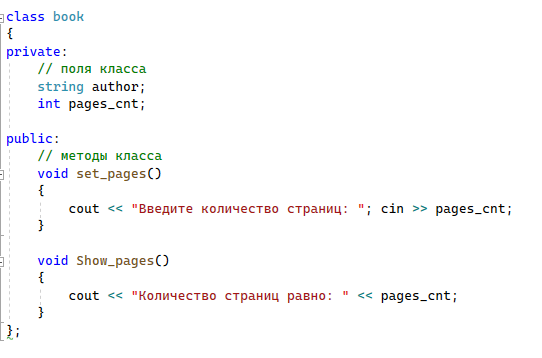 class book
{
private:
    // поля класса
    string author;
    int pages_cnt;

public:
    // методы класса
    void set_pages()
    {
        cout << "Введите количество страниц: "; cin >> pages_cnt;
    }

    void Show_pages()
    {
        cout << "Количество страниц равно: " << pages_cnt;
    }
};